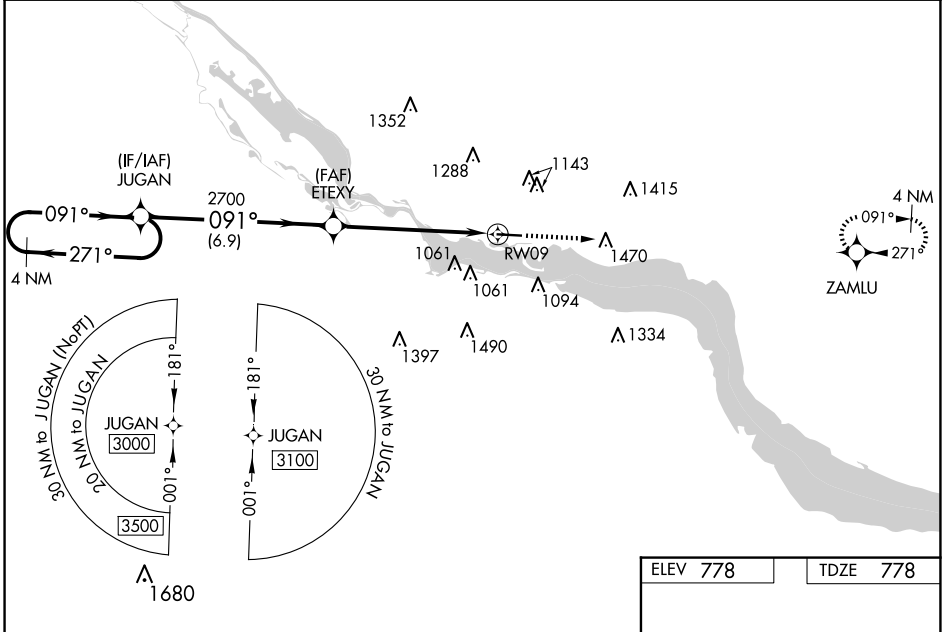 1352
1288
1143
1415
(IF/IAF)
JUGAN
(FAF)
ETEXY
2700
091°
(6.9)
091°
271°
4 NM
RW09
1470
1061
1061
1094
1334
1397
1490
4 NM
091°
271°
ZAMLU
30 NM to JUGAN (NoPT)
20 NM to JUGAN
181°
JUGAN
3000
001°
3500
181°
JUGAN
3100
001°
30 NM to JUGAN
1680
ELEV 778
TDZE 778